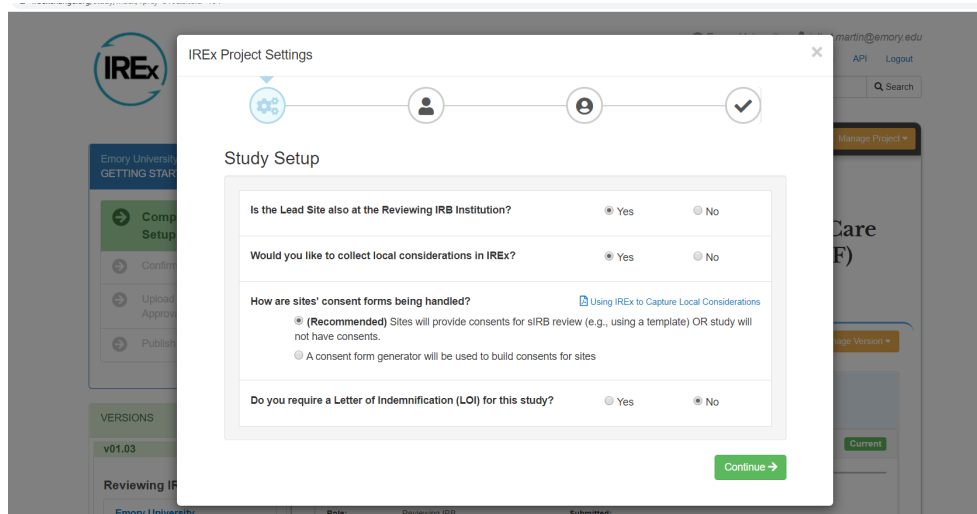 martin@emory.edu
IREx
IREx Project Settings
×
API Logout
Search
Manage Project
Emory University
GETTING STAR
Study Setup
Comp
Setup
Is the Lead Site also at the Reviewing IRB Institution? Yes No
Care
F)
Would you like to collect local considerations in IREx? Yes No
Confirm
Upload
Approva
Publish
How are sites' consent forms being handled? Using IREx to Capture Local Considerations
(Recommended) Sites will provide consents for sIRB review (e.g., using a template) OR study will
not have consents.
A consent form generator will be used to build consents for sites
nage Version
Do you require a Letter of Indemnification (LOI) for this study? Yes No
VERSIONS
v01.03
Current
Continue
Reviewing IR
Emory University
Role: Reviewing IRB Submitted: